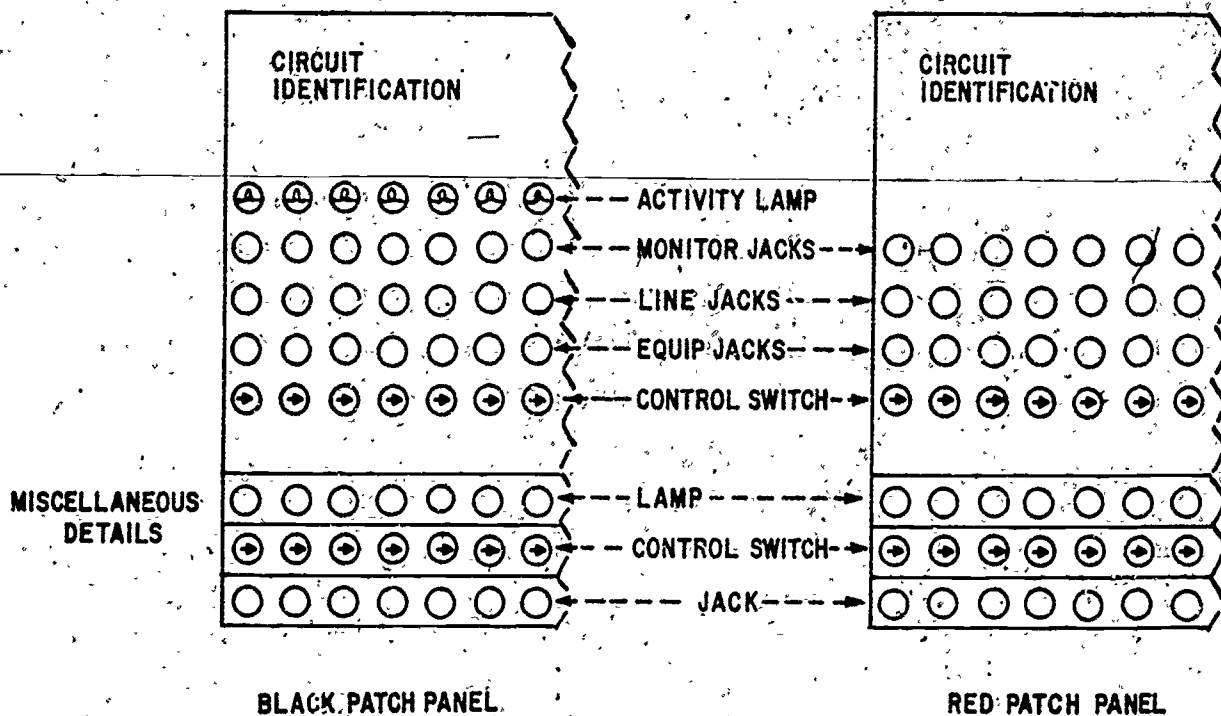 CIRCUIT
IDENTIFICATION
CIRCUIT
IDENTIFICATION
ACTIVITY LAMP
MONITOR JACKS
LINE JACKS
EQUIP JACKS
CONTROL SWITCH
MISCELLANEOUS
DETAILS
LAMP
CONTROL SWITCH
JACK
BLACK PATCH PANEL
RED PATCH PANEL